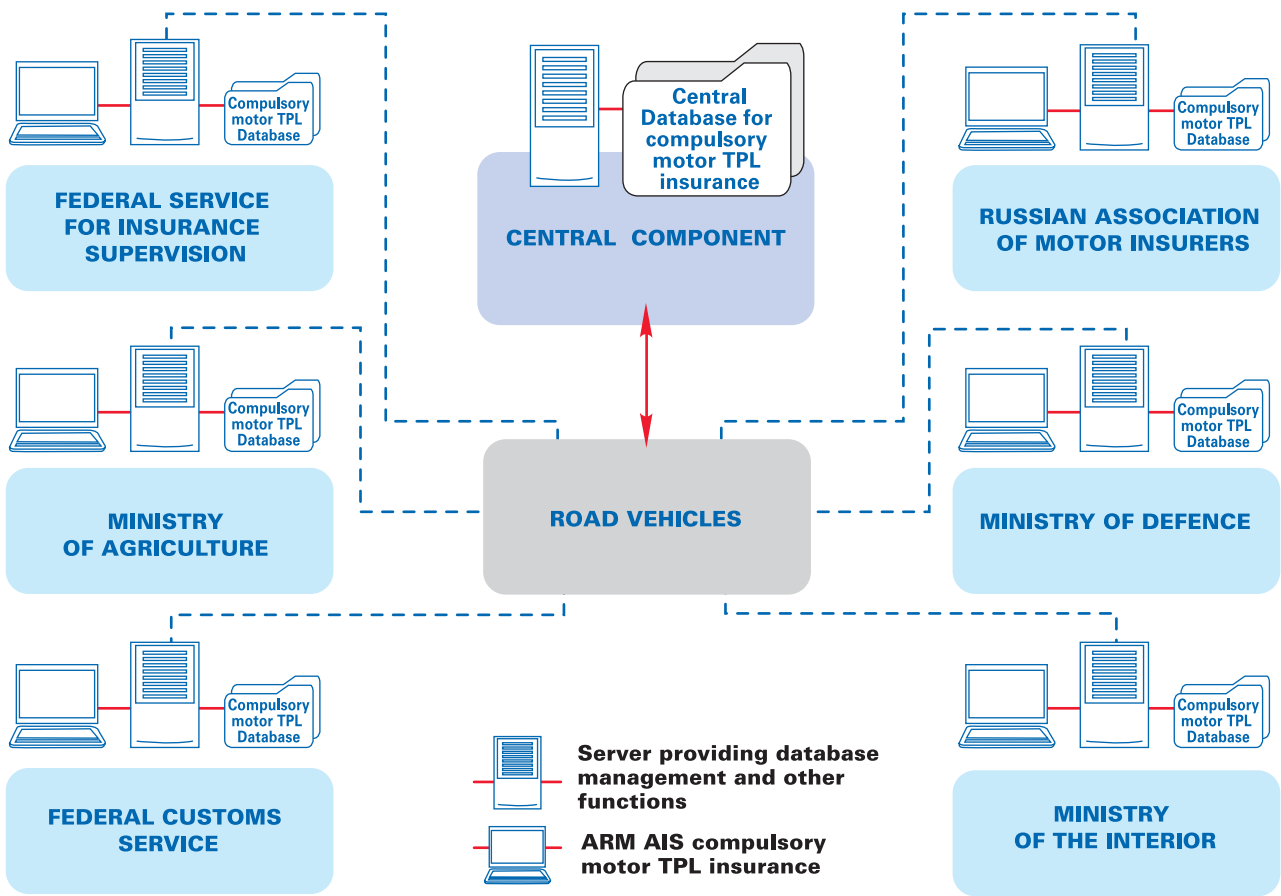 Compulsory
motor TPL
Database
FEDERAL SERVICE
FOR INSURANCE
SUPERVISION
Central
Database for
compulsory
motor TPL
insurance
CENTRAL COMPONENT
Compulsory
motor TPL
Database
RUSSIAN ASSOCIATION
OF MOTOR INSURERS
Compulsory
motor TPL
Database
MINISTRY
OF AGRICULTURE
ROAD VEHICLES
Compulsory
motor TPL
Database
MINISTRY OF DEFENCE
Compulsory
motor TPL
Database
FEDERAL CUSTOMS
SERVICE
Server providing database
management and other
functions
ARM AIS compulsory
motor TPL insurance
Compulsory
motor TPL
Database
MINISTRY
OF THE INTERIOR